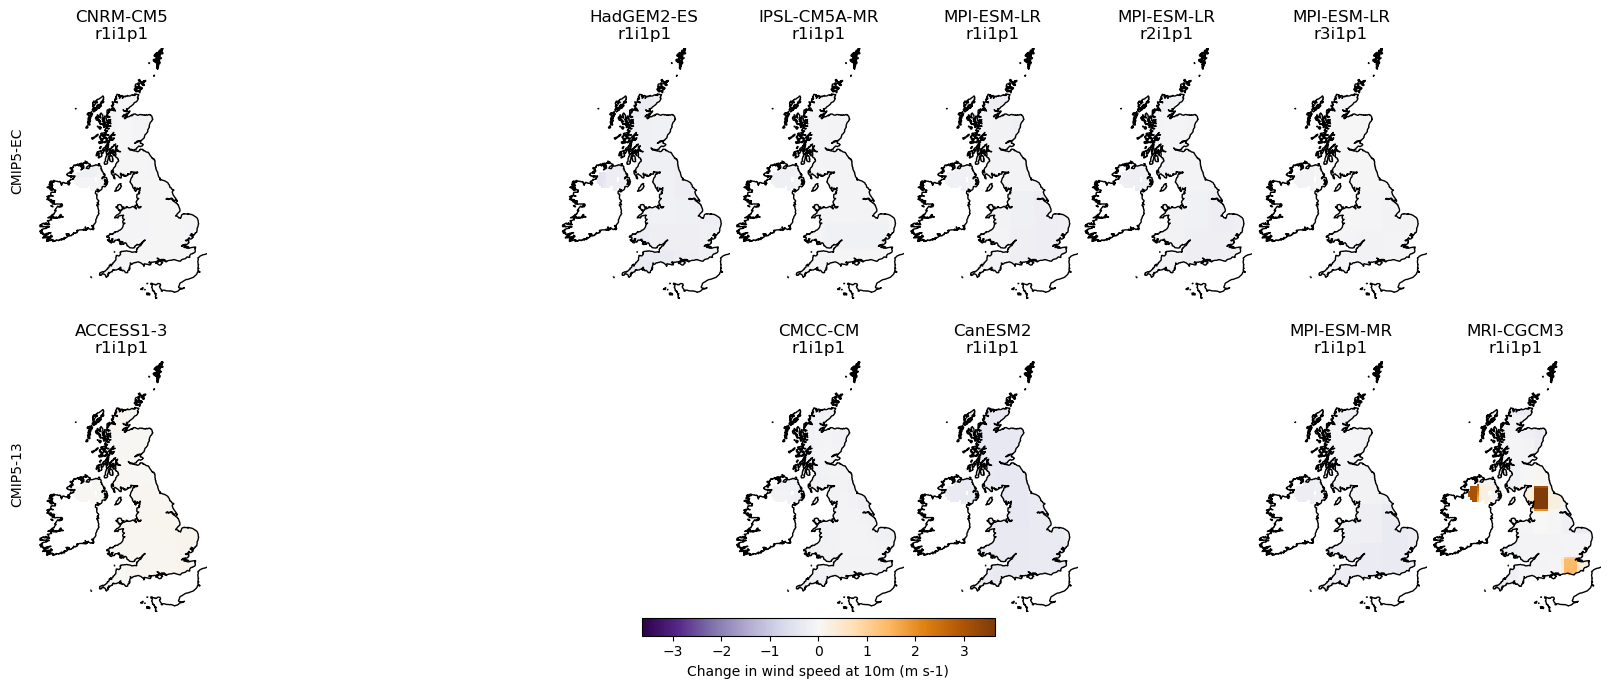 CNRM-CM5
r1i1p1
HadGEM2-ES
r1i1p1
IPSL-CM5A-MR
r1i1p1
MPI-ESM-LR
r1i1p1
MPI-ESM-LR
r2i1p1
MPI-ESM-LR
r3i1p1
CMIP5-EC
ACCESS1-3
r1i1p1
CMCC-CM
r1i1p1
CanESM2
r1i1p1
MPI-ESM-MR
r1i1p1
MRI-CGCM3
r1i1p1
CMIP5-13
−3 −2 −1 0 1 2 3
Change in wind speed at 10m (m s-1)